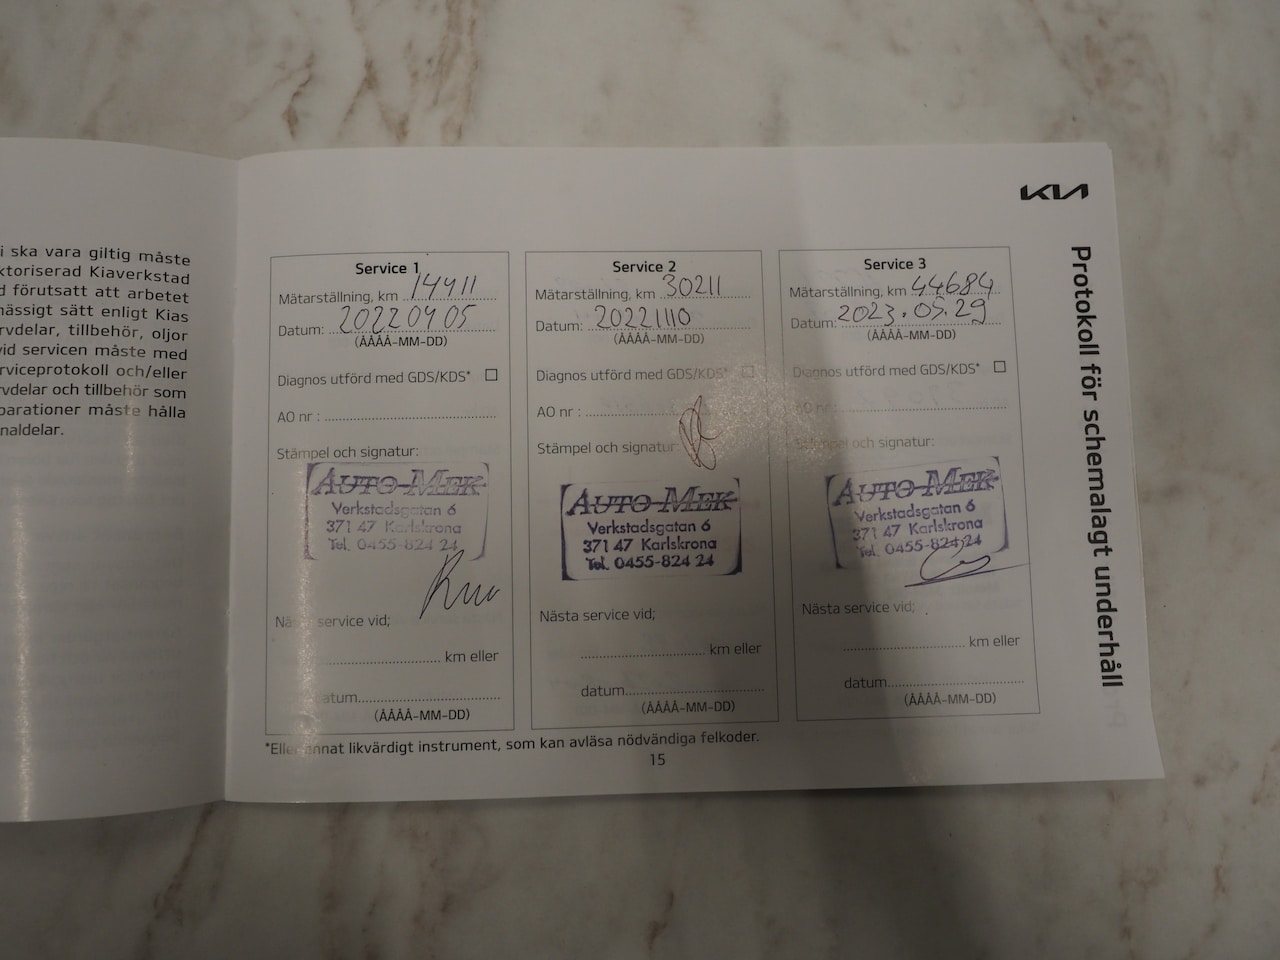 i ska vara giltig måste
ktoriserad Kiaverkstad
d förutsatt att arbetet
nässigt sätt enligt Kias
rvdelar, tillbehör, oljor
vid servicen måste med
rviceprotokoll och/eller
rvdelar och tillbehör som
parationer måste hålla
naldelar.
KIA
Protokoll för schemalagt underhåll
Service 1
Mätarställning, km 14411
Datum: 20220405
(ÅÅÅÅ-MM-DD)
Diagnos utförd med GDS/KDS*
AO nr :
Stämpel och signatur:
AUTO-MEK
Verkstadsgatan 6
371 47 Karlskrona
Tel. 0455-824 24
Nästa service vid;
km eller
datum
(ÅÅÅÅ-MM-DD)
Service 2
Mätarställning, km 30211
Datum: 20221110
(ÅÅÅÅ-MM-DD)
Diagnos utförd med GDS/KDS*
AO nr :
Stämpel och signatur:
AUTO-MEK
Verkstadsgatan 6
371 47 Karlskrona
Tel. 0455-824 24
Nästa service vid;
km eller
datum
(ÅÅÅÅ-MM-DD)
Service 3
Mätarställning, km 44684
Datum: 2023.05.29
(ÅÅÅÅ-MM-DD)
Diagnos utförd med GDS/KDS*
AO nr :
Stämpel och signatur:
AUTO-MEK
Verkstadsgatan 6
371 47 Karlskrona
Tel. 0455-824 24
Nästa service vid;
km eller
datum
(ÅÅÅÅ-MM-DD)
*Eller annat likvärdigt instrument, som kan avläsa nödvändiga felkoder.
15